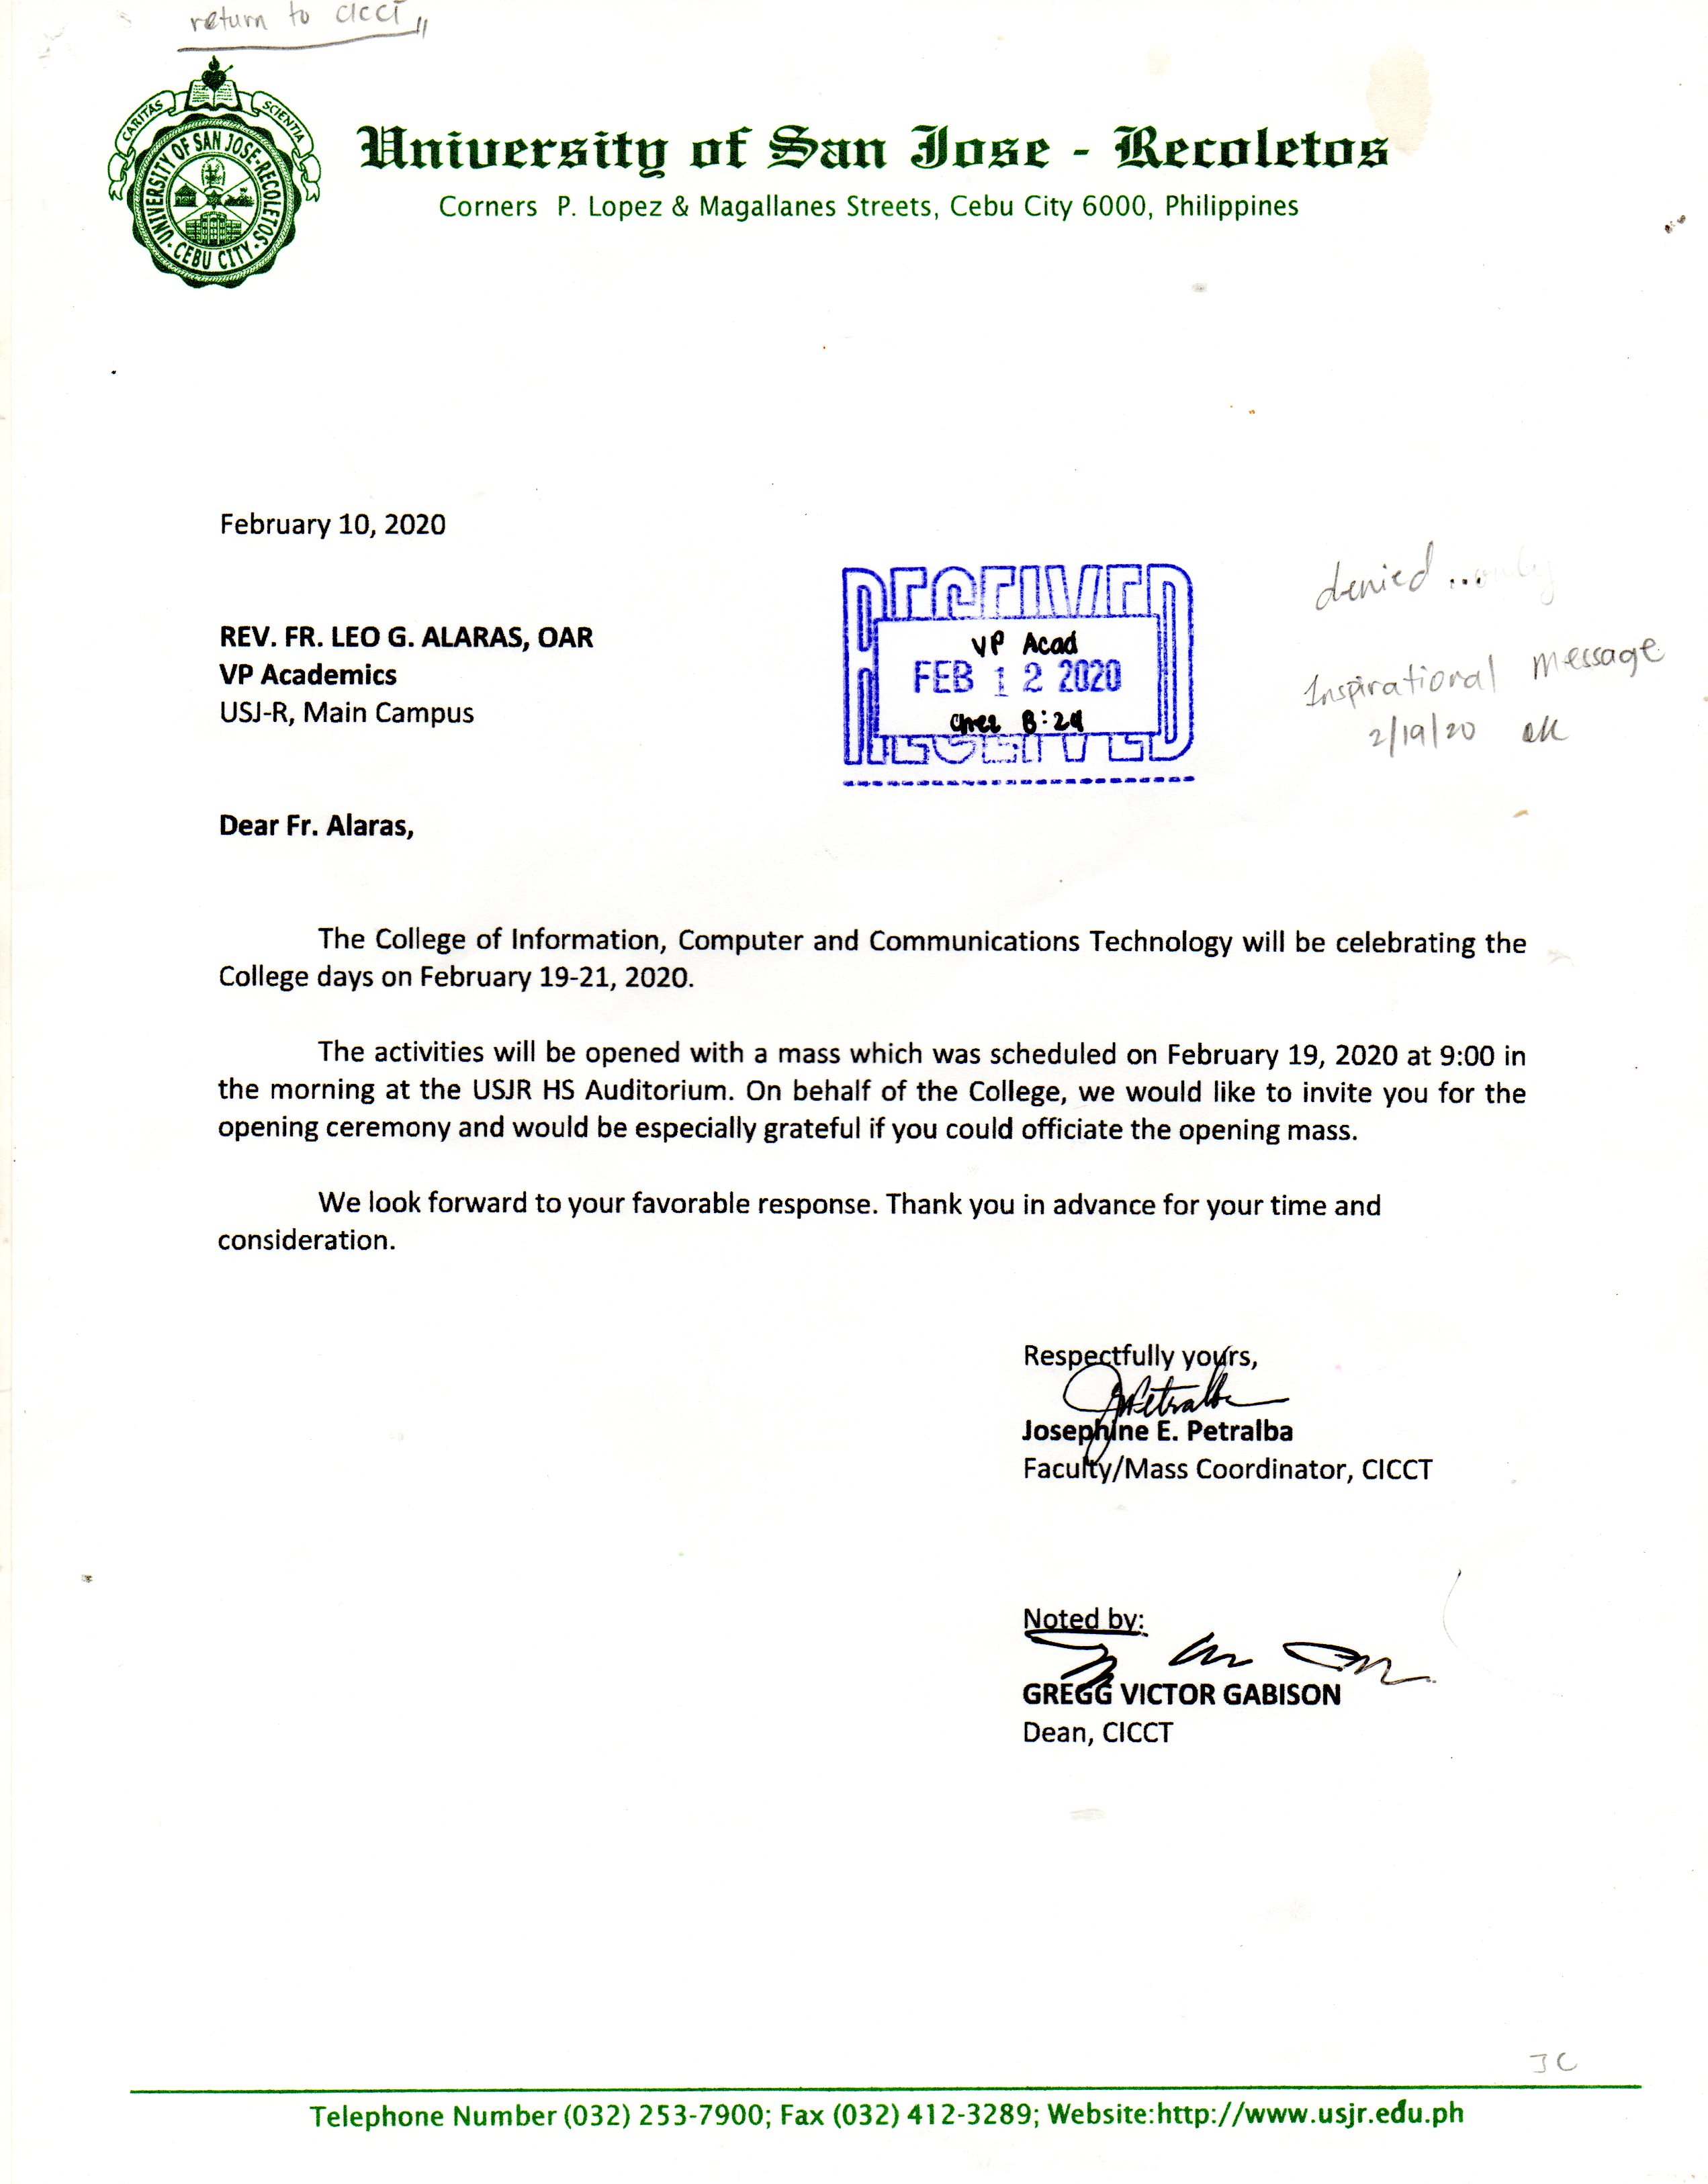 return to CICCT
CARITAS SCIENTIA
UNIVERSITY OF SAN JOSE-RECOLETOS
CEBU CITY
University of San Jose - Recoletos
Corners P. Lopez & Magallanes Streets, Cebu City 6000, Philippines
February 10, 2020
RECEIVED
VP Acad
FEB 12 2020
8:24
RECEIVED
denied ... only
Inspirational message
2/19/20 ok
REV. FR. LEO G. ALARAS, OAR
VP Academics
USJ-R, Main Campus
Dear Fr. Alaras,
The College of Information, Computer and Communications Technology will be celebrating the
College days on February 19-21, 2020.
The activities will be opened with a mass which was scheduled on February 19, 2020 at 9:00 in
the morning at the USJR HS Auditorium. On behalf of the College, we would like to invite you for the
opening ceremony and would be especially grateful if you could officiate the opening mass.
We look forward to your favorable response. Thank you in advance for your time and
consideration.
Respectfully yours,
JPetralba
Josephine E. Petralba
Faculty/Mass Coordinator, CICCT
Noted by:
GREGG VICTOR GABISON
Dean, CICCT
JC
Telephone Number (032) 253-7900; Fax (032) 412-3289; Website:http://www.usjr.edu.ph